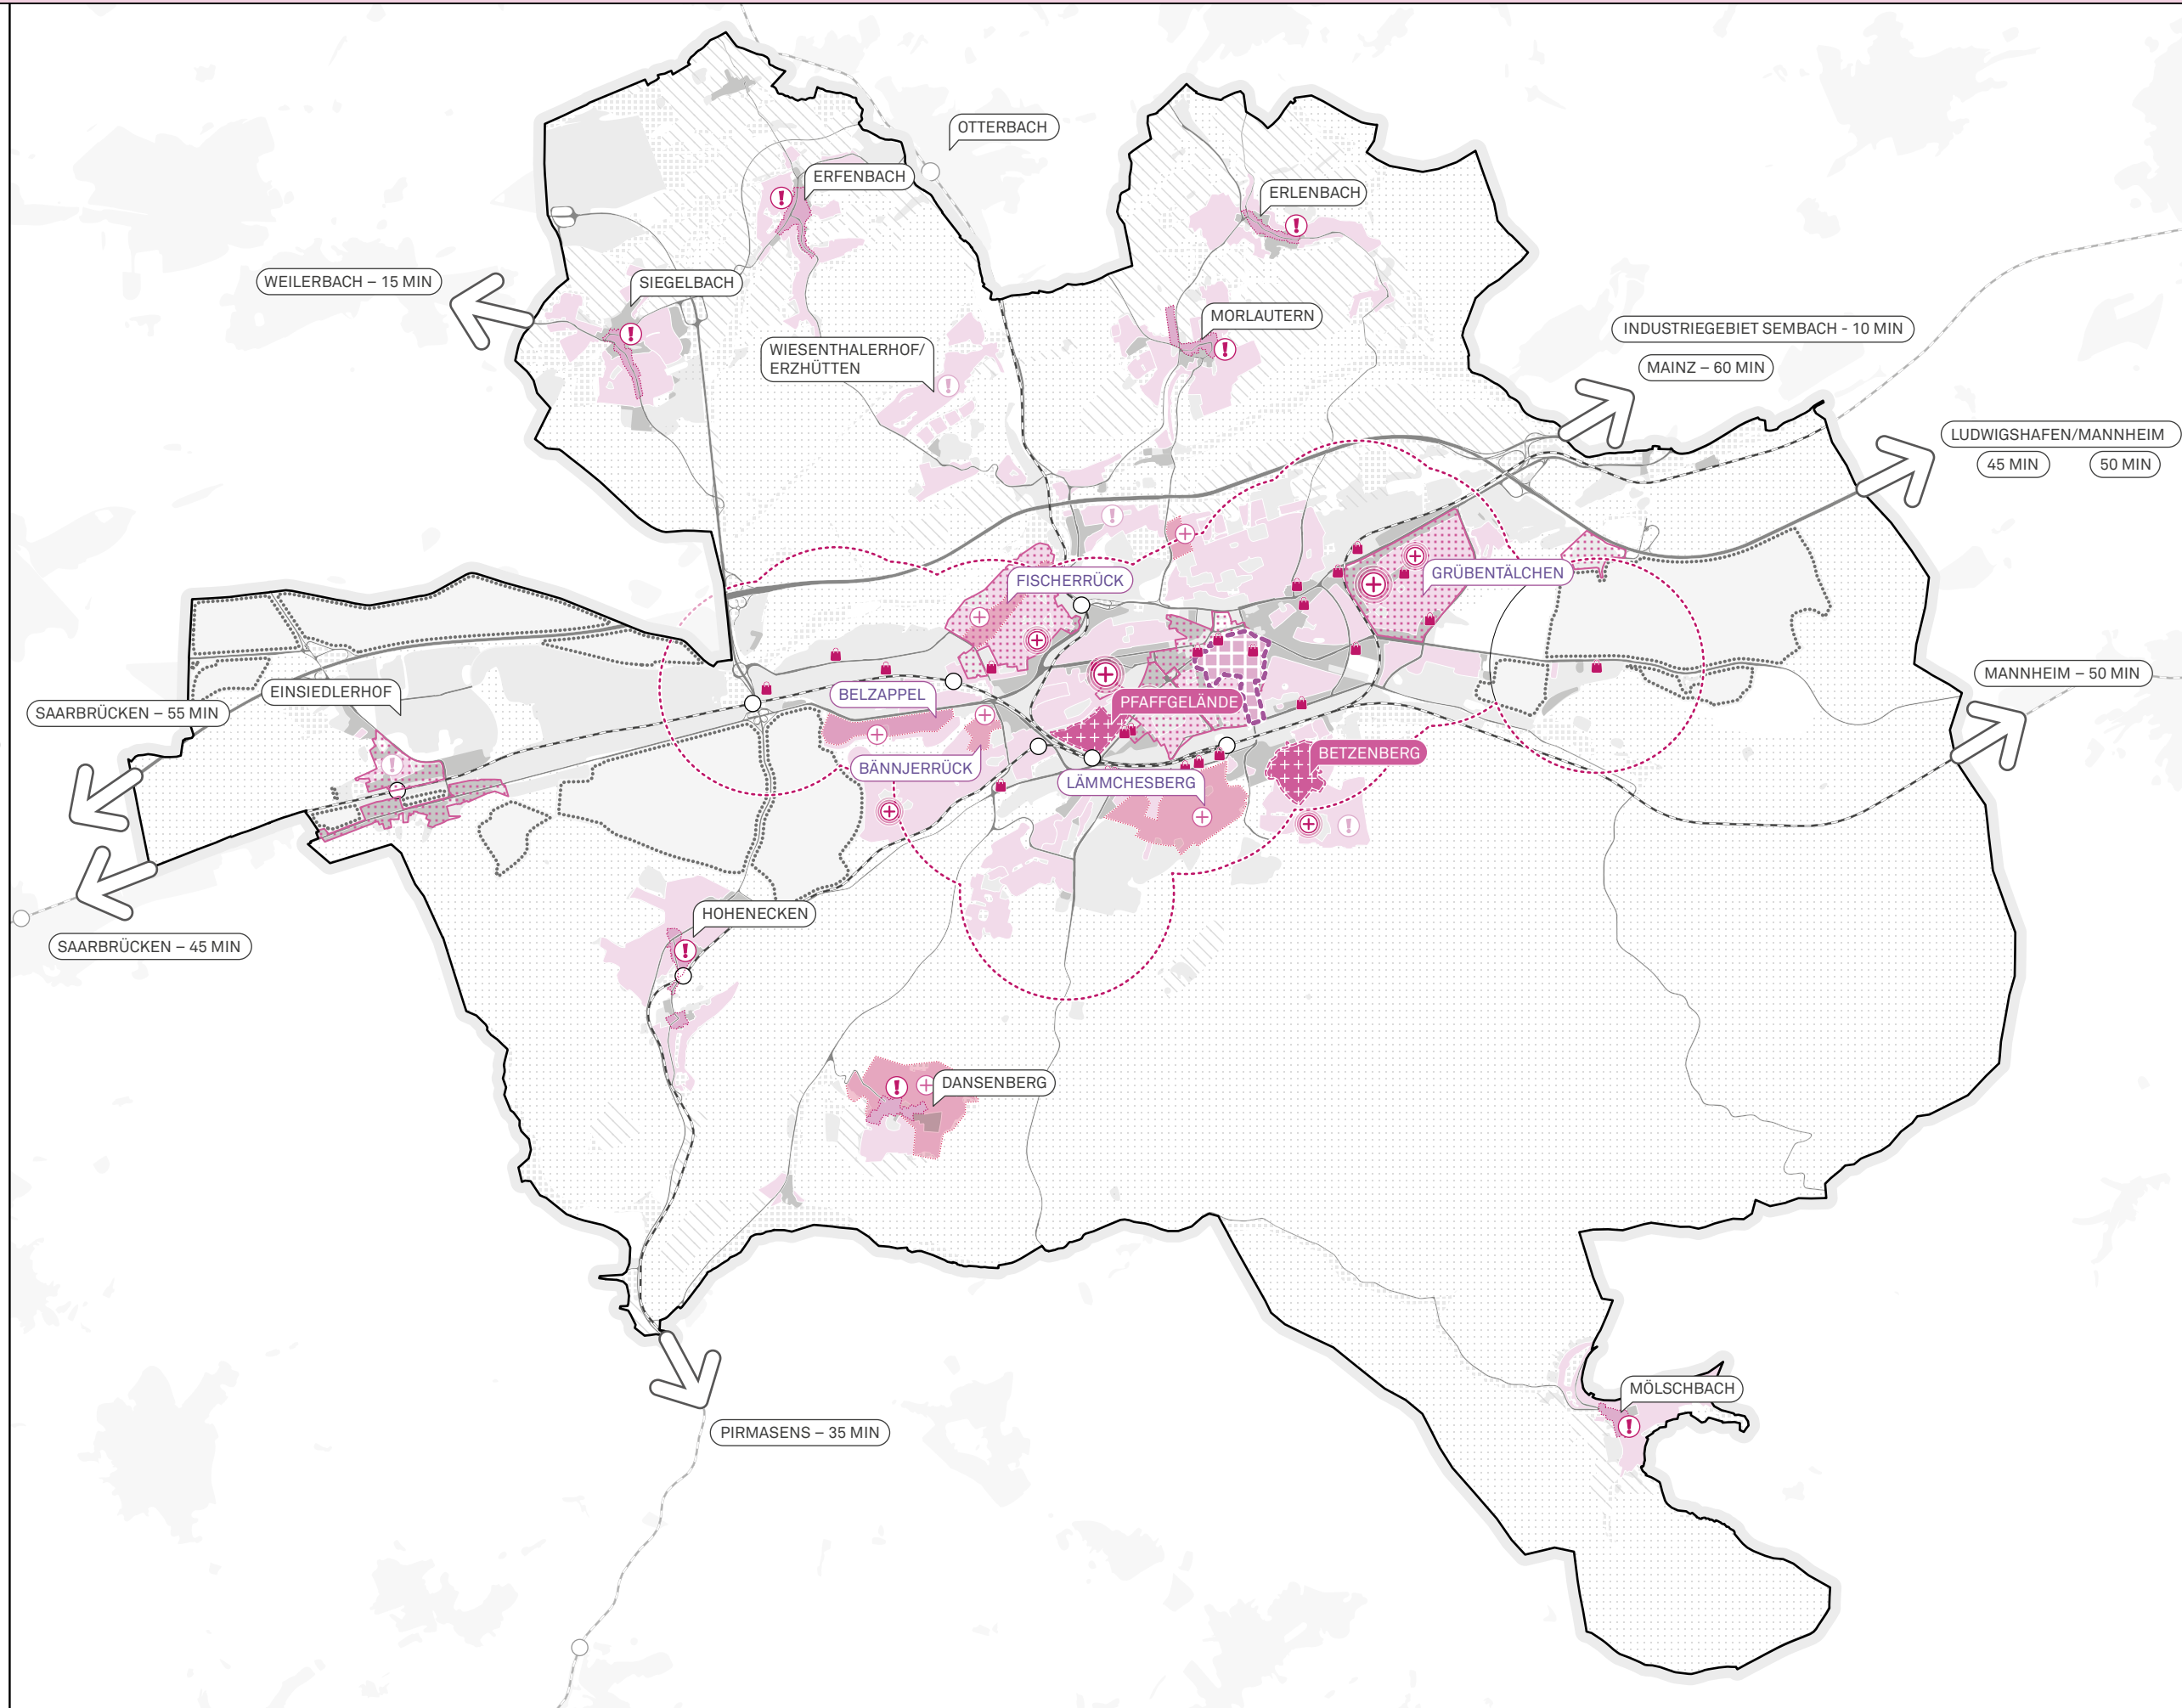 OTTERBACH
ERFENBACH
ERLENBACH
WEILERBACH – 15 MIN
SIEGELBACH
MORLAUTERN
INDUSTRIEGEBIET SEMBACH - 10 MIN
WIESENTHALERHOF/
ERZHÜTTEN
MAINZ – 60 MIN
LUDWIGSHAFEN/MANNHEIM
45 MIN
50 MIN
FISCHERRÜCK
GRÜBENTÄLCHEN
EINSIEDLERHOF
BELZAPPEL
MANNHEIM – 50 MIN
PFAFFGELÄNDE
SAARBRÜCKEN – 55 MIN
BETZENBERG
BÄNNJERRÜCK
LÄMMCHESBERG
HOHENECKEN
SAARBRÜCKEN – 45 MIN
DANSENBERG
MÖLSCHBACH
PIRMASENS – 35 MIN